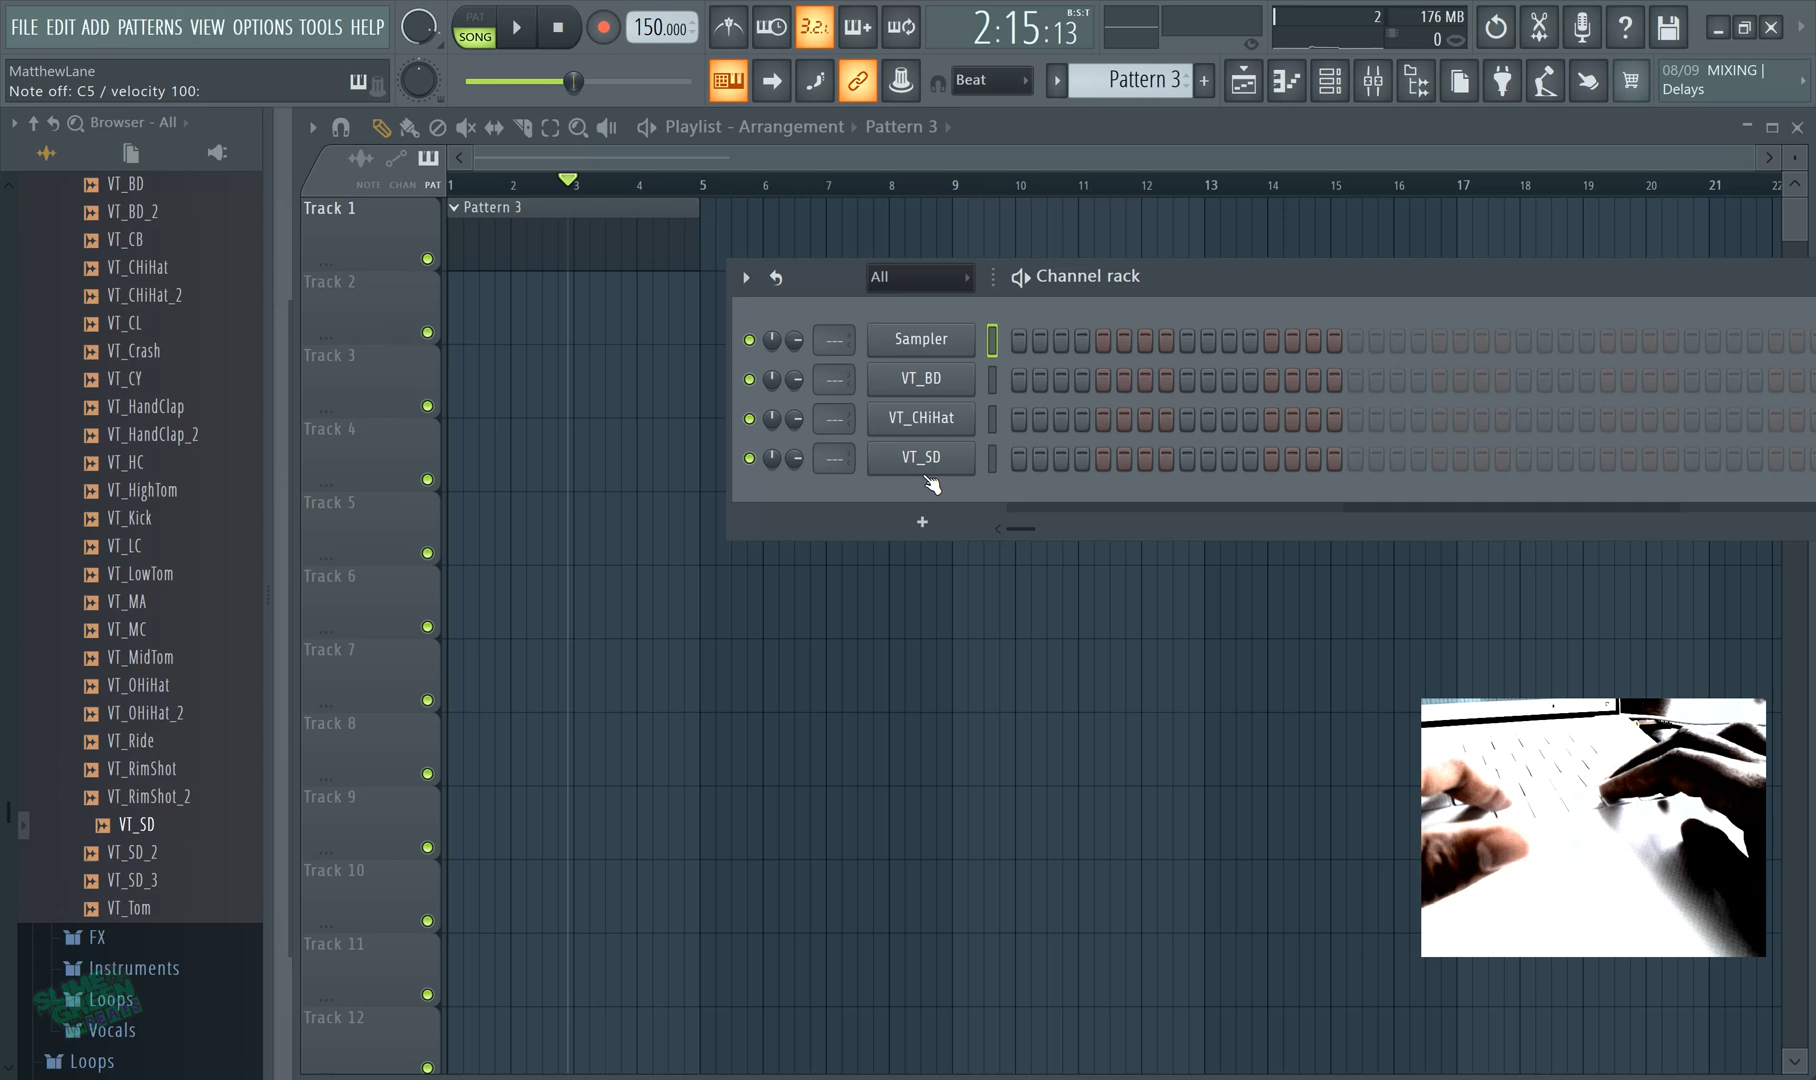 FILE EDIT ADD PATTERNS VIEW OPTIONS TOOLS HELP
PAT
SONG
150.000
3.2.1
2:15:13
B:S:T
2
176 MB
0
MatthewLane
Note off: C5 / velocity 100:
Beat
Pattern 3
08/09 MIXING |
Delays
Browser - All
Playlist - Arrangement
Pattern 3
NOTE CHAN PAT
1 2 3 4 5 6 7 8 9 10 11 12 13 14 15 16 17 18 19 20 21 22
VT_BD
VT_BD_2
VT_CB
VT_CHiHat
VT_CHiHat_2
VT_CL
VT_Crash
VT_CY
VT_HandClap
VT_HandClap_2
VT_HC
VT_HighTom
VT_Kick
VT_LC
VT_LowTom
VT_MA
VT_MC
VT_MidTom
VT_OHiHat
VT_OHiHat_2
VT_Ride
VT_RimShot
VT_RimShot_2
VT_SD
VT_SD_2
VT_SD_3
VT_Tom
FX
Instruments
Loops
Vocals
Loops
SLIME
GREEN
BEATS
Track 1
Track 2
Track 3
Track 4
Track 5
Track 6
Track 7
Track 8
Track 9
Track 10
Track 11
Track 12
Pattern 3
All
Channel rack
Sampler
VT_BD
VT_CHiHat
VT_SD